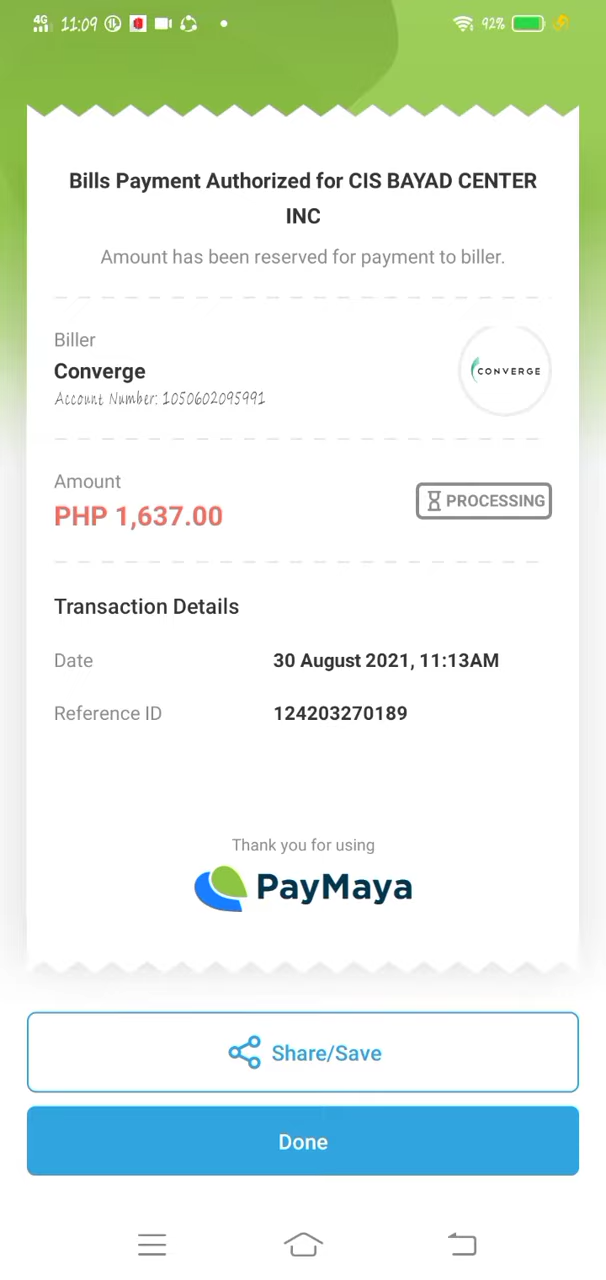 4G 11:09 92%
Bills Payment Authorized for CIS BAYAD CENTER
INC
Amount has been reserved for payment to biller.
Biller
Converge
CONVERGE
Account Number: 1050602095991
Amount
PHP 1,637.00
PROCESSING
Transaction Details
Date 30 August 2021, 11:13AM
Reference ID 124203270189
Thank you for using
PayMaya
Share/Save
Done